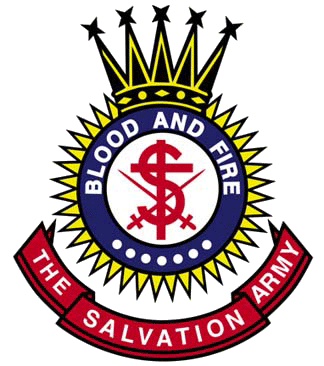 BLOOD AND FIRE
S
THE SALVATION ARMY